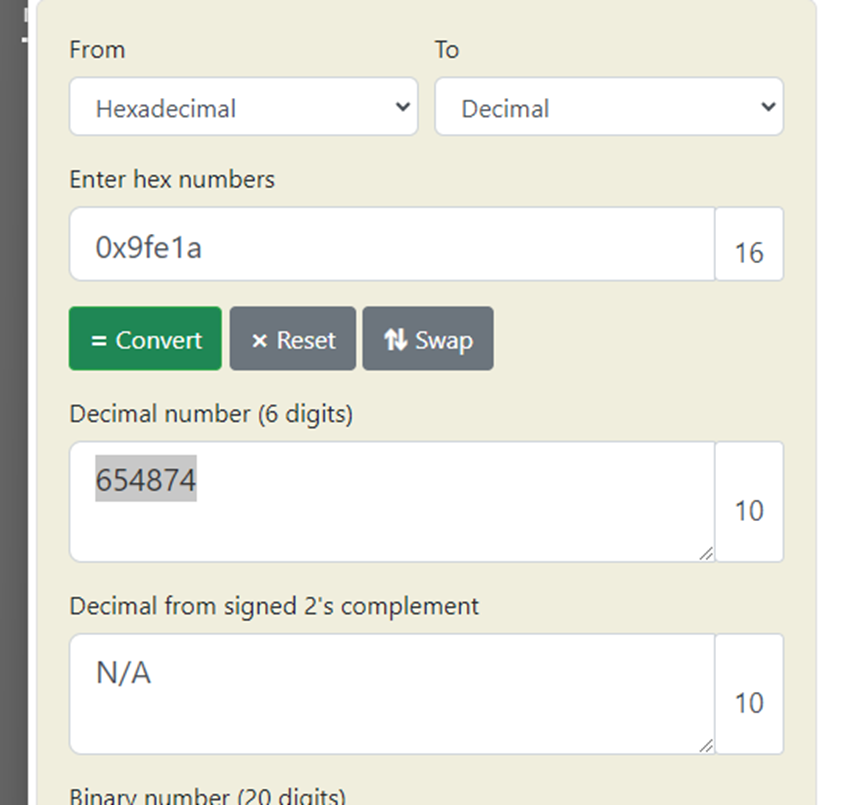 From To
Hexadecimal Decimal
Enter hex numbers
0x9fe1a 16
= Convert × Reset Swap
Decimal number (6 digits)
654874
10
Decimal from signed 2's complement
N/A
10
Binary number (20 digits)